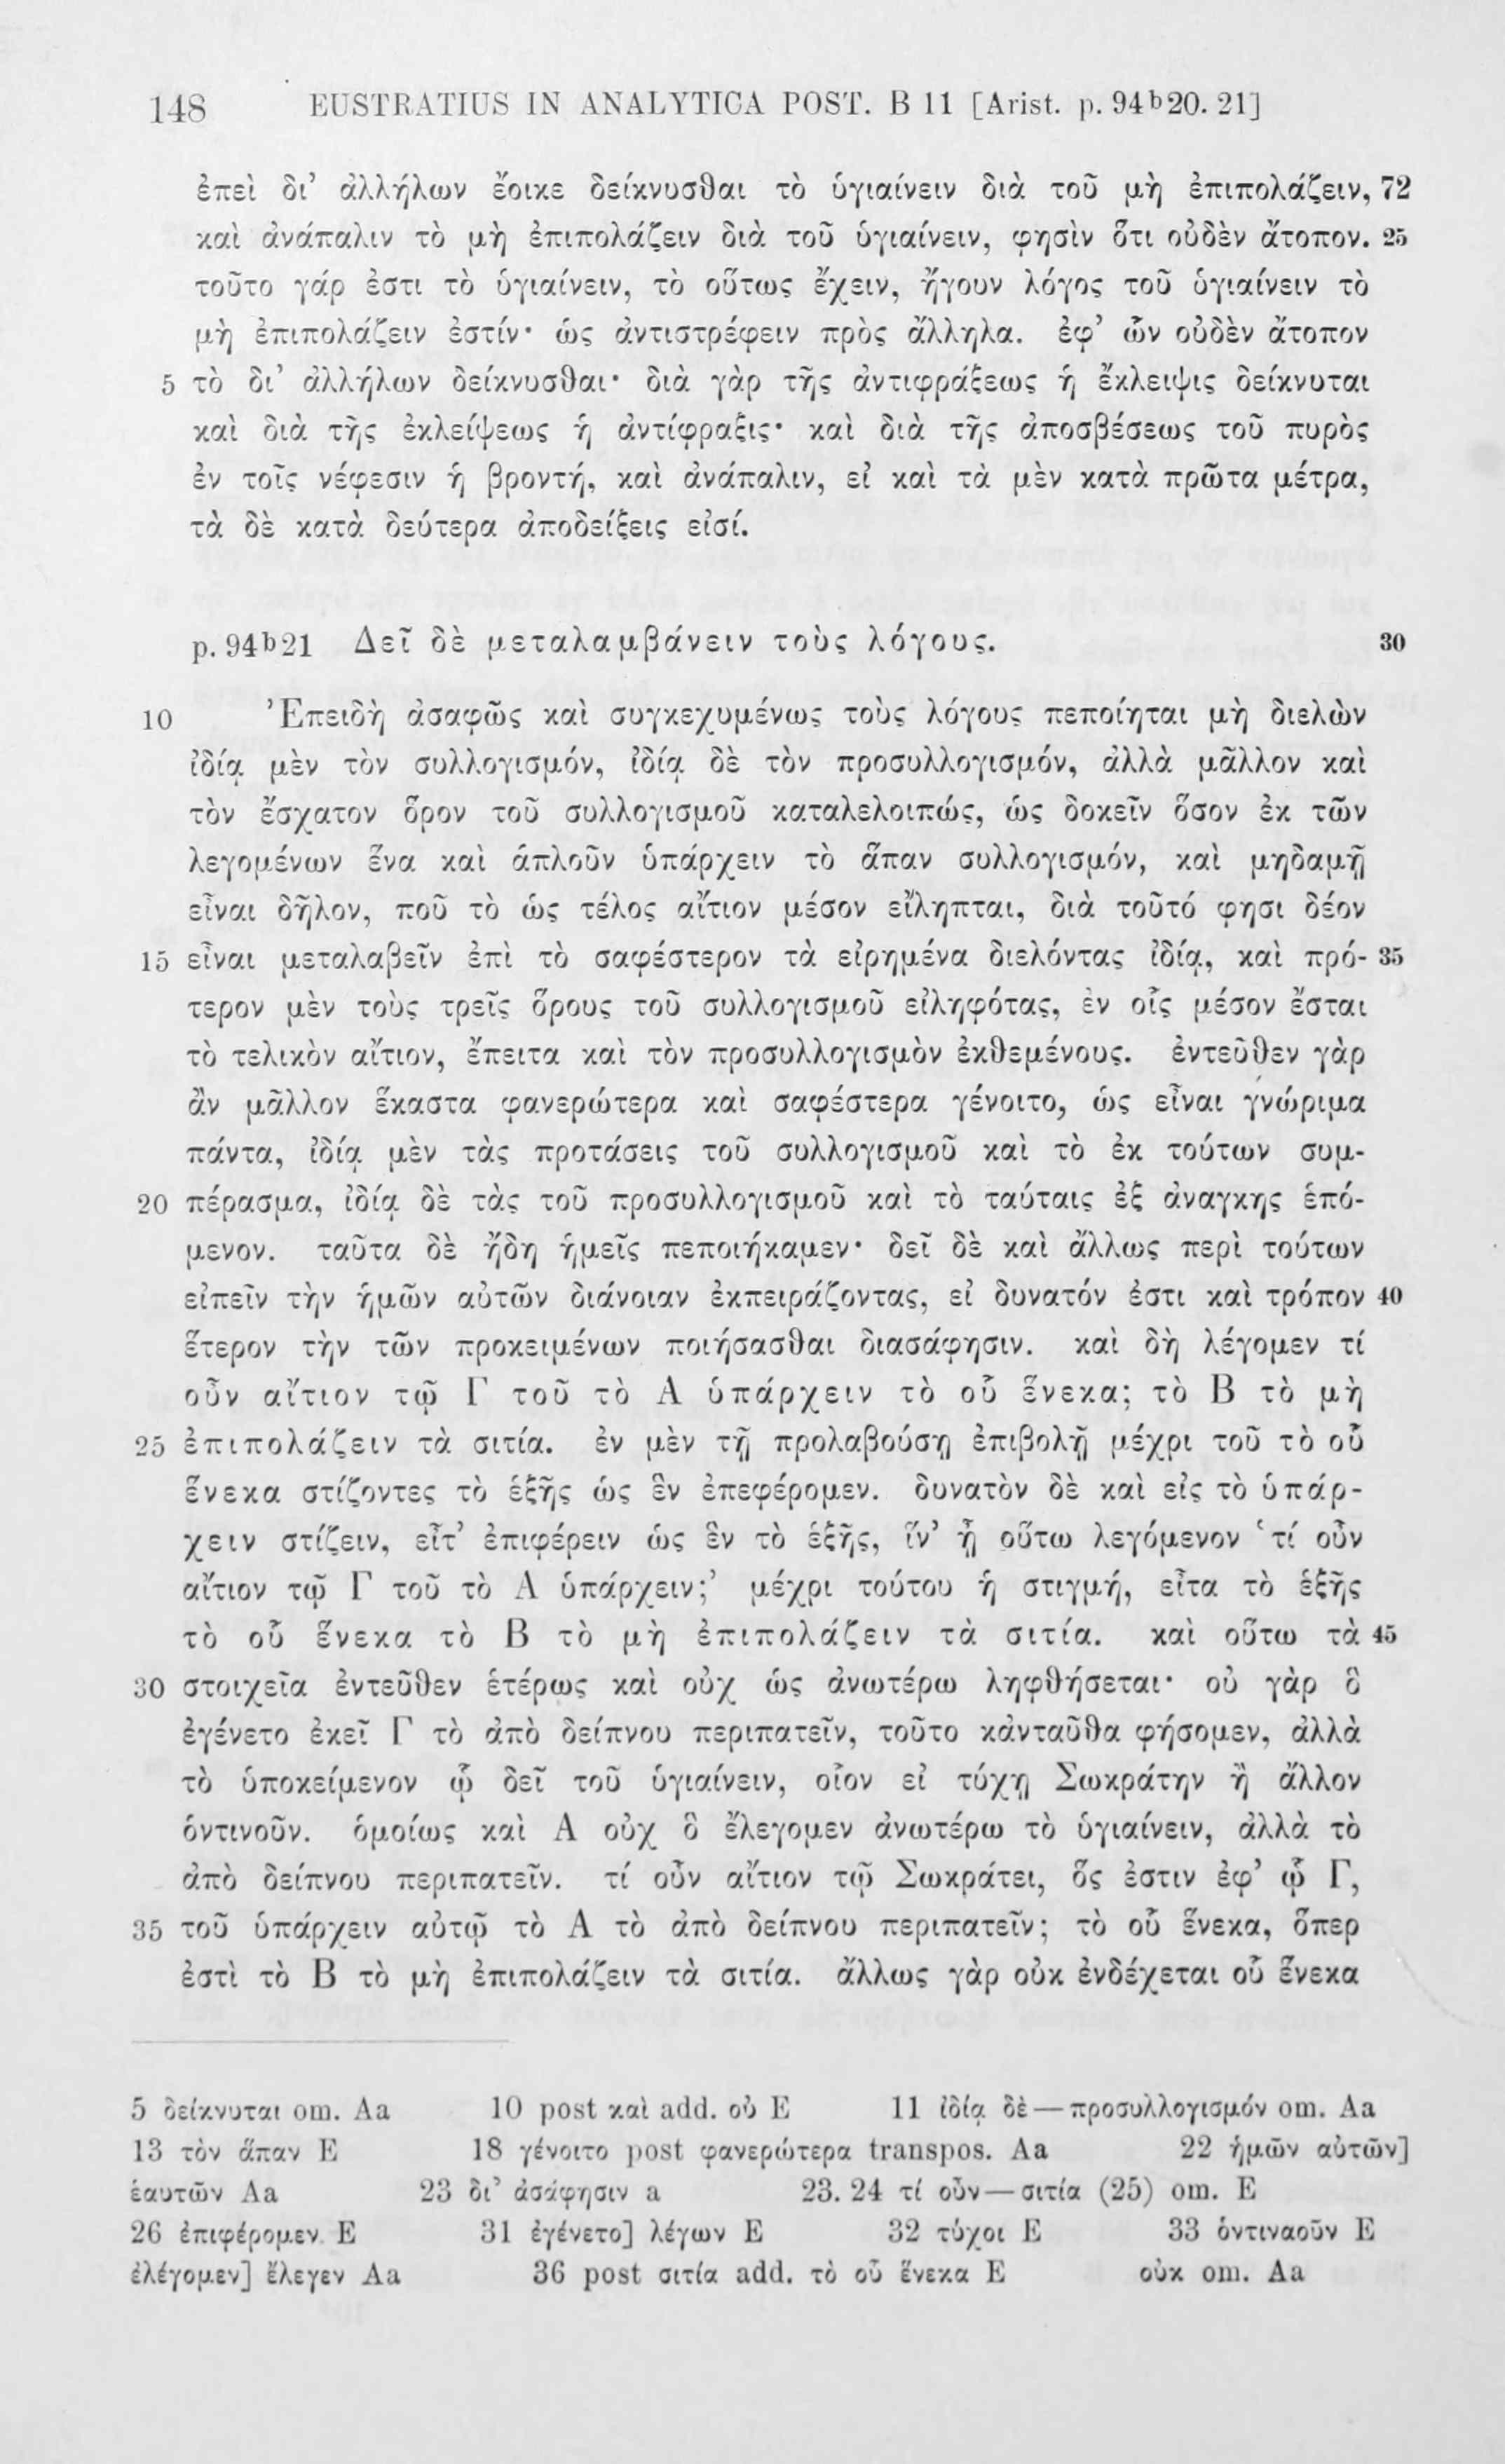 148 EUSTRATIUS IN ANALYTICA POST. B 11 [Arist. p. 94ᵇ20. 21]
ἐπεὶ δι’ ἀλλήλων ἔοικε δείκνυσθαι τὸ ὑγιαίνειν διὰ τοῦ μὴ ἐπιπολάζειν, 72
καὶ ἀνάπαλιν τὸ μὴ ἐπιπολάζειν διὰ τοῦ ὑγιαίνειν, φησὶν ὅτι οὐδὲν ἄτοπον. 25
τοῦτο γάρ ἐστι τὸ ὑγιαίνειν, τὸ οὕτως ἔχειν, ἤγουν λόγος τοῦ ὑγιαίνειν τὸ
μὴ ἐπιπολάζειν ἐστίν· ὡς ἀντιστρέφειν πρὸς ἄλληλα. ἐφ’ ὧν οὐδὲν ἄτοπον
5 τὸ δι’ ἀλλήλων δείκνυσθαι· διὰ γὰρ τῆς ἀντιφράξεως ἡ ἔκλειψις δείκνυται
καὶ διὰ τῆς ἐκλείψεως ἡ ἀντίφραξις· καὶ διὰ τῆς ἀποσβέσεως τοῦ πυρὸς
ἐν τοῖς νέφεσιν ἡ βροντή, καὶ ἀνάπαλιν, εἰ καὶ τὰ μὲν κατὰ πρῶτα μέτρα,
τὰ δὲ κατὰ δεύτερα ἀποδείξεις εἰσί.
p. 94ᵇ21 Δεῖ δὲ μεταλαμβάνειν τοὺς λόγους. 30
10 Ἐπειδὴ ἀσαφῶς καὶ συγκεχυμένως τοὺς λόγους πεποίηται μὴ διελὼν
ἰδίᾳ μὲν τὸν συλλογισμόν, ἰδίᾳ δὲ τὸν προσυλλογισμόν, ἀλλὰ μᾶλλον καὶ
τὸν ἔσχατον ὅρον τοῦ συλλογισμοῦ καταλελοιπώς, ὡς δοκεῖν ὅσον ἐκ τῶν
λεγομένων ἕνα καὶ ἁπλοῦν ὑπάρχειν τὸ ἅπαν συλλογισμόν, καὶ μηδαμῇ
εἶναι δῆλον, ποῦ τὸ ὡς τέλος αἴτιον μέσον εἴληπται, διὰ τοῦτό φησι δέον
15 εἶναι μεταλαβεῖν ἐπὶ τὸ σαφέστερον τὰ εἰρημένα διελόντας ἰδίᾳ, καὶ πρό- 35
τερον μὲν τοὺς τρεῖς ὅρους τοῦ συλλογισμοῦ εἰληφότας, ἐν οἷς μέσον ἔσται
τὸ τελικὸν αἴτιον, ἔπειτα καὶ τὸν προσυλλογισμὸν ἐκθεμένους. ἐντεῦθεν γὰρ
ἂν μᾶλλον ἕκαστα φανερώτερα καὶ σαφέστερα γένοιτο, ὡς εἶναι γνώριμα
πάντα, ἰδίᾳ μὲν τὰς προτάσεις τοῦ συλλογισμοῦ καὶ τὸ ἐκ τούτων συμ-
20 πέρασμα, ἰδίᾳ δὲ τὰς τοῦ προσυλλογισμοῦ καὶ τὸ ταύταις ἐξ ἀναγκης ἑπό-
μενον. ταῦτα δὲ ἤδη ἡμεῖς πεποιήκαμεν· δεῖ δὲ καὶ ἄλλως περὶ τούτων
εἰπεῖν τὴν ἡμῶν αὐτῶν διάνοιαν ἐκπειράζοντας, εἰ δυνατόν ἐστι καὶ τρόπον 40
ἕτερον τὴν τῶν προκειμένων ποιήσασθαι διασάφησιν. καὶ δὴ λέγομεν τί
οὖν αἴτιον τῷ Γ τοῦ τὸ Α ὑπάρχειν τὸ οὗ ἕνεκα; τὸ Β τὸ μὴ
25 ἐπιπολάζειν τὰ σιτία. ἐν μὲν τῇ προλαβούσῃ ἐπιβολῇ μέχρι τοῦ τὸ οὗ
ἕνεκα στίζοντες τὸ ἑξῆς ὡς ἓν ἐπεφέρομεν. δυνατὸν δὲ καὶ εἰς τὸ ὑπάρ-
χειν στίζειν, εἶτ’ ἐπιφέρειν ὡς ἓν τὸ ἑξῆς, ἵν’ ᾖ οὕτω λεγόμενον ‘τί οὖν
αἴτιον τῷ Γ τοῦ τὸ Α ὑπάρχειν;’ μέχρι τούτου ἡ στιγμή, εἶτα τὸ ἑξῆς
τὸ οὗ ἕνεκα τὸ Β τὸ μὴ ἐπιπολάζειν τὰ σιτία. καὶ οὕτω τὰ 45
30 στοιχεῖα ἐντεῦθεν ἑτέρως καὶ οὐχ ὡς ἀνωτέρω ληφθήσεται· οὐ γὰρ ὃ
ἐγένετο ἐκεῖ Γ τὸ ἀπὸ δείπνου περιπατεῖν, τοῦτο κἀνταῦθα φήσομεν, ἀλλὰ
τὸ ὑποκείμενον ᾧ δεῖ τοῦ ὑγιαίνειν, οἷον εἰ τύχῃ Σωκράτην ἢ ἄλλον
ὁντινοῦν. ὁμοίως καὶ Α οὐχ ὃ ἔλεγομεν ἀνωτέρω τὸ ὑγιαίνειν, ἀλλὰ τὸ
ἀπὸ δείπνου περιπατεῖν. τί οὖν αἴτιον τῷ Σωκράτει, ὅς ἐστιν ἐφ’ ᾧ Γ,
35 τοῦ ὑπάρχειν αὐτῷ τὸ Α τὸ ἀπὸ δείπνου περιπατεῖν; τὸ οὗ ἕνεκα, ὅπερ
ἐστὶ τὸ Β τὸ μὴ ἐπιπολάζειν τὰ σιτία. ἄλλως γὰρ οὐκ ἐνδέχεται οὗ ἕνεκα
5 δείκνυται om. Aa 10 post καὶ add. οὐ E 11 ἰδίᾳ δὲ — προσυλλογισμόν om. Aa
13 τὸν ἅπαν E 18 γένοιτο post φανερώτερα transpos. Aa 22 ἡμῶν αὐτῶν]
ἑαυτῶν Aa 23 δι’ ἀσάφησιν a 23. 24 τί οὖν — σιτία (25) om. E
26 ἐπιφέρομεν E 31 ἐγένετο] λέγων E 32 τύχοι E 33 ὁντιναοῦν E
ἐλέγομεν] ἔλεγεν Aa 36 post σιτία add. τὸ οὗ ἕνεκα E οὐκ om. Aa